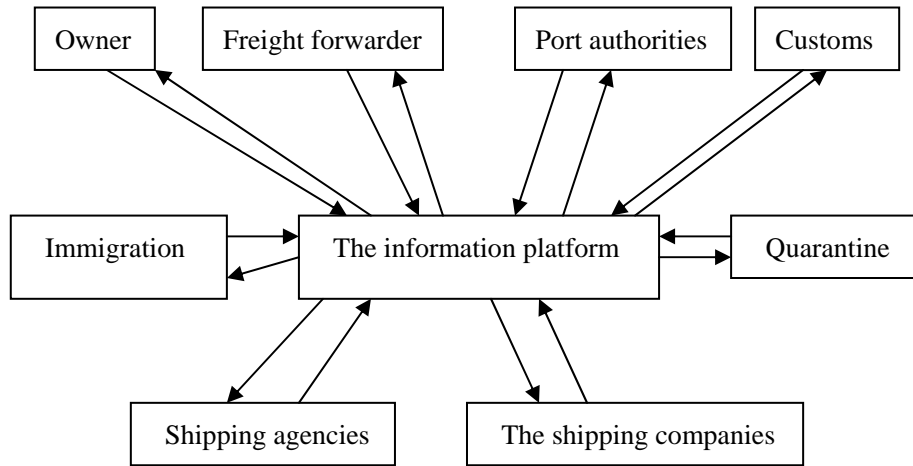 Owner
Freight forwarder
Port authorities
Customs
Immigration
The information platform
Quarantine
Shipping agencies
The shipping companies